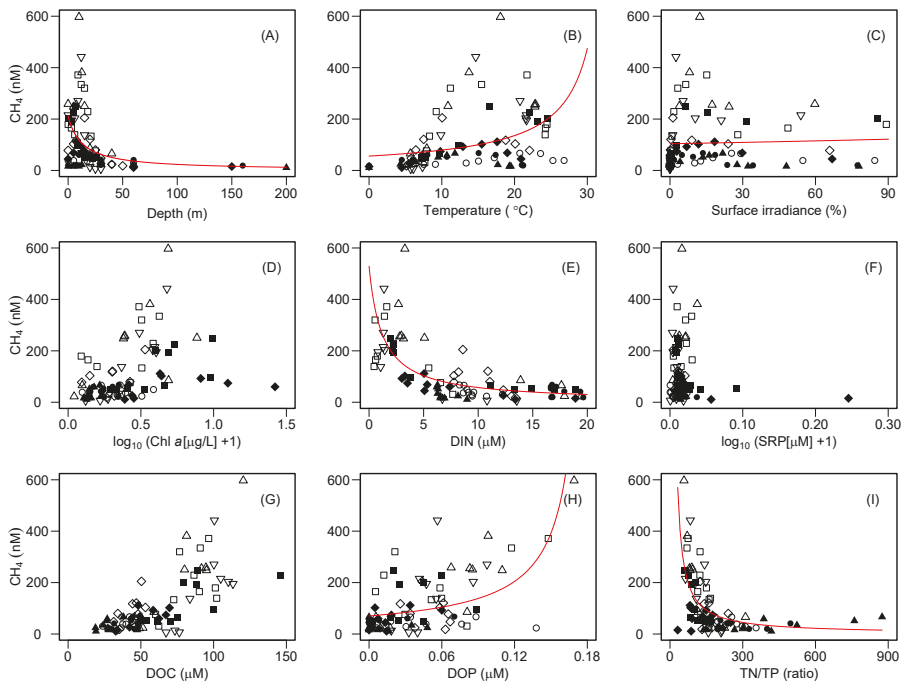 (A) (B) (C)
CH4 (nM)
600
400
200
0
0 50 100 150 200
Depth (m)
0 10 20 30
Temperature ( °C)
0 30 60 90
Surface irradiance (%)
(D) (E) (F)
CH4 (nM)
600
400
200
0
0.0 0.5 1.0 1.5
log10 (Chl a[μg/L] +1)
0 5 10 15 20
DIN (μM)
0.00 0.10 0.20 0.30
log10 (SRP[μM] +1)
(G) (H) (I)
CH4 (nM)
600
400
200
0
0 50 100 150
DOC (μM)
0.00 0.06 0.12 0.18
DOP (μM)
0 300 600 900
TN/TP (ratio)